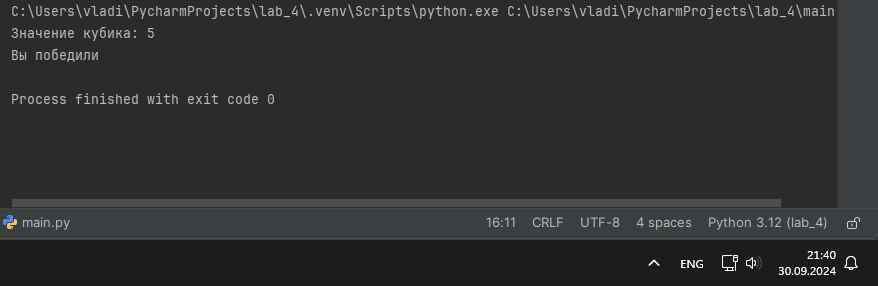 C:\Users\vladi\PycharmProjects\lab_4\.venv\Scripts\python.exe C:\Users\vladi\PycharmProjects\lab_4\main
Значение кубика: 5
Вы победили
Process finished with exit code 0
main.py 16:11 CRLF UTF-8 4 spaces Python 3.12 (lab_4)
ENG 21:40
30.09.2024